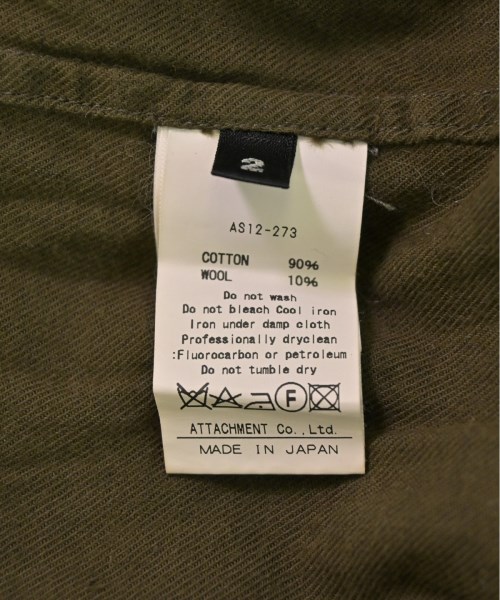 2
AS12-273
COTTON 90%
WOOL 10%
Do not wash
Do not bleach Cool iron
Iron under damp cloth
Professionally dryclean
:Fluorocarbon or petroleum
Do not tumble dry
F
ATTACHMENT Co.,Ltd.
MADE IN JAPAN